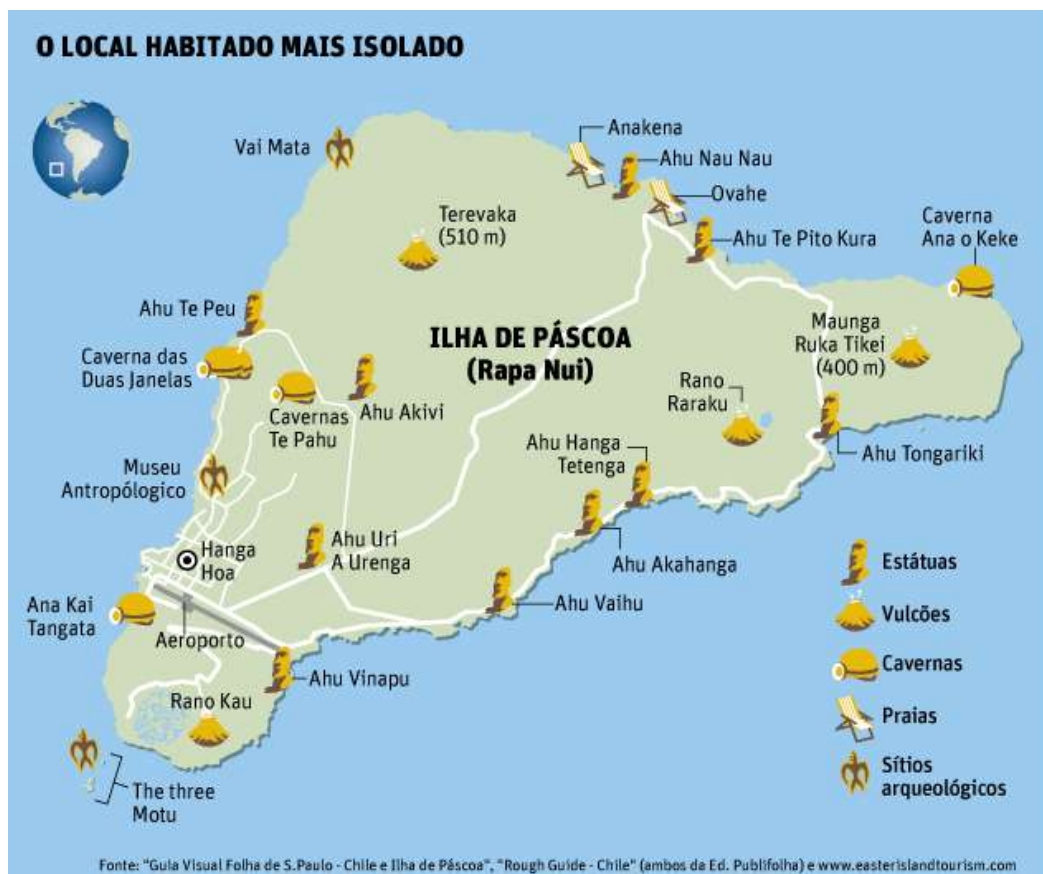 O LOCAL HABITADO MAIS ISOLADO
Vai Mata
Anakena
Ahu Nau Nau
Ovahe
Terevaka
(510 m)
Ahu Te Pito Kura
Caverna
Ana o Keke
Ahu Te Peu
ILHA DE PÁSCOA
(Rapa Nui)
Maunga
Ruka Tikei
(400 m)
Caverna das
Duas Janelas
Cavernas
Te Pahu
Ahu Akivi
Rano
Raraku
Ahu Hanga
Tetenga
Ahu Tongariki
Museu
Antropólogico
Hanga
Hoa
Ahu Uri
A Urenga
Ahu Akahanga
Ahu Vaihu
Ana Kai
Tangata
Aeroporto
Ahu Vinapu
Rano Kau
The three
Motu
Estátuas
Vulcões
Cavernas
Praias
Sítios
arqueológicos
Fonte: "Guia Visual Folha de S.Paulo - Chile e Ilha de Páscoa", "Rough Guide - Chile" (ambos da Ed. Publifolha) e www.easterislandtourism.com